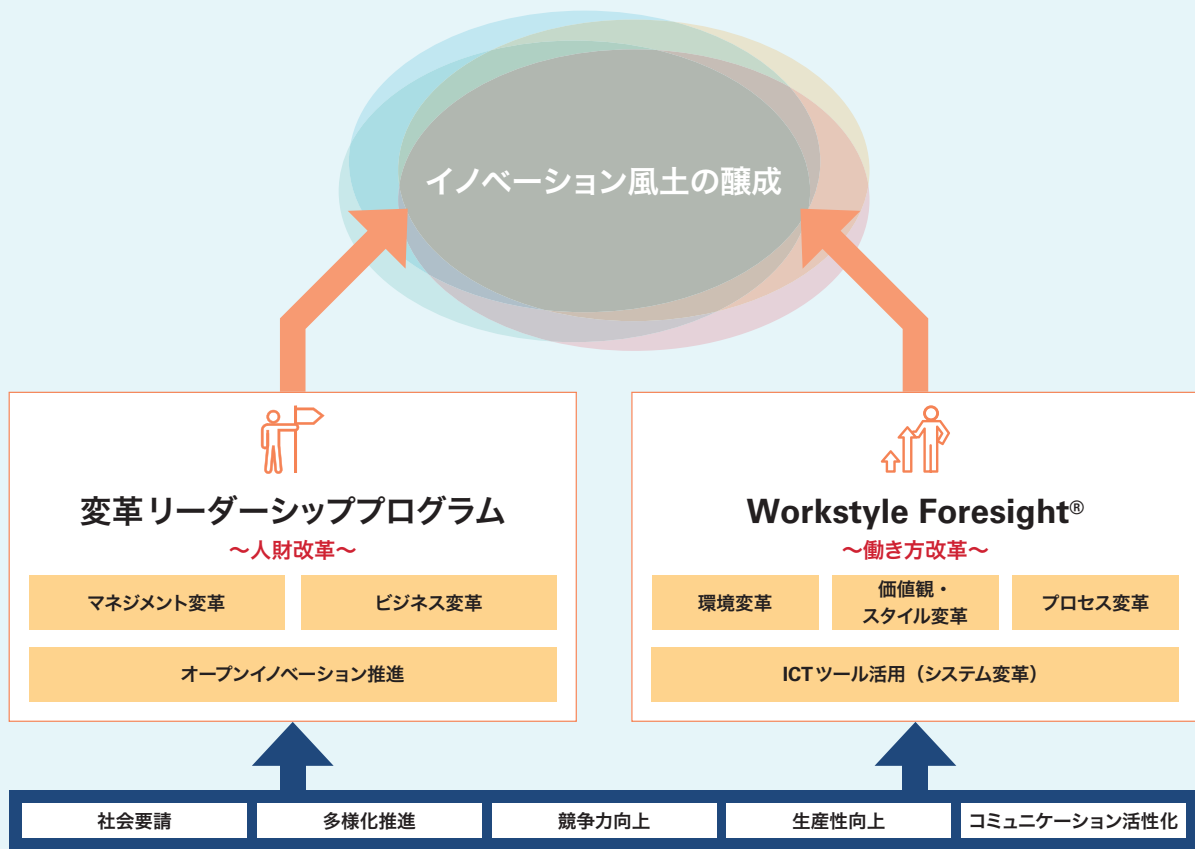 イノベーション風土の醸成
変革リーダーシッププログラム
～人財改革～
マネジメント変革
ビジネス変革
オープンイノベーション推進
Workstyle Foresight®
～働き方改革～
環境変革
価値観・
スタイル変革
プロセス変革
ICTツール活用（システム変革）
社会要請
多様化推進
競争力向上
生産性向上
コミュニケーション活性化